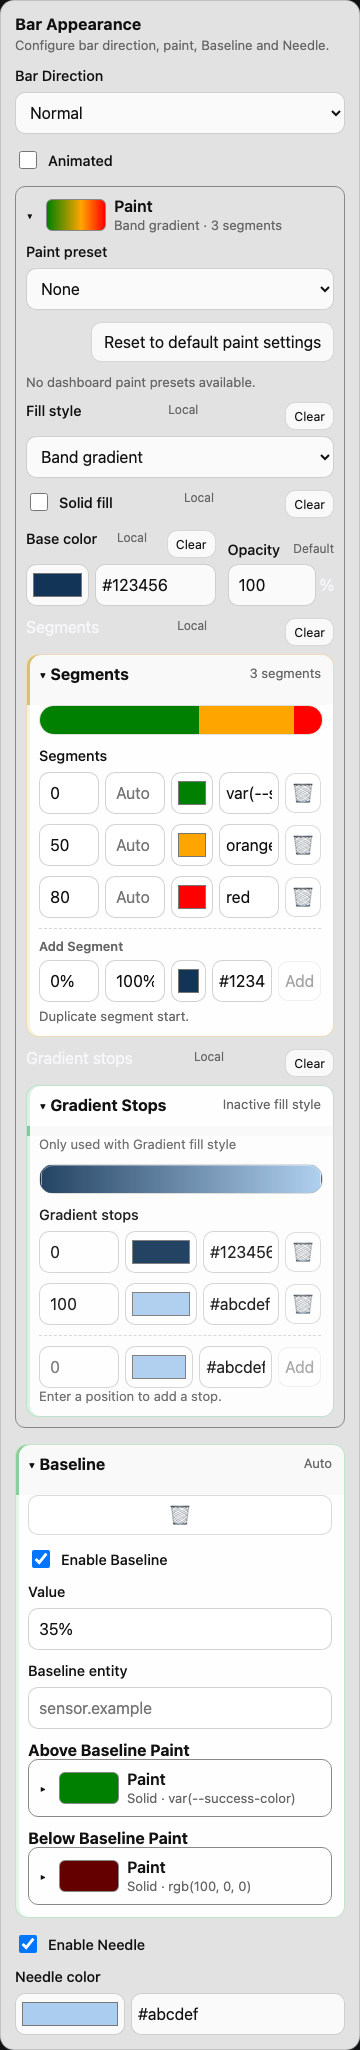 Bar Appearance
Configure bar direction, paint, Baseline and Needle.
Bar Direction
Normal
Animated
Paint
Band gradient · 3 segments
Paint preset
None
Reset to default paint settings
No dashboard paint presets available.
Fill style Local Clear
Band gradient
Solid fill Local Clear
Base color Local Clear Opacity Default
#123456 100 %
Segments Local Clear
Segments 3 segments
Segments
0 Auto var(--s
50 Auto orange
80 Auto red
Add Segment
0% 100% #1234 Add
Duplicate segment start.
Gradient stops Local Clear
Gradient Stops Inactive fill style
Only used with Gradient fill style
Gradient stops
0 #123456
100 #abcdef
0 #abcdef Add
Enter a position to add a stop.
Baseline Auto
Enable Baseline
Value
35%
Baseline entity
sensor.example
Above Baseline Paint
Paint
Solid · var(--success-color)
Below Baseline Paint
Paint
Solid · rgb(100, 0, 0)
Enable Needle
Needle color
#abcdef